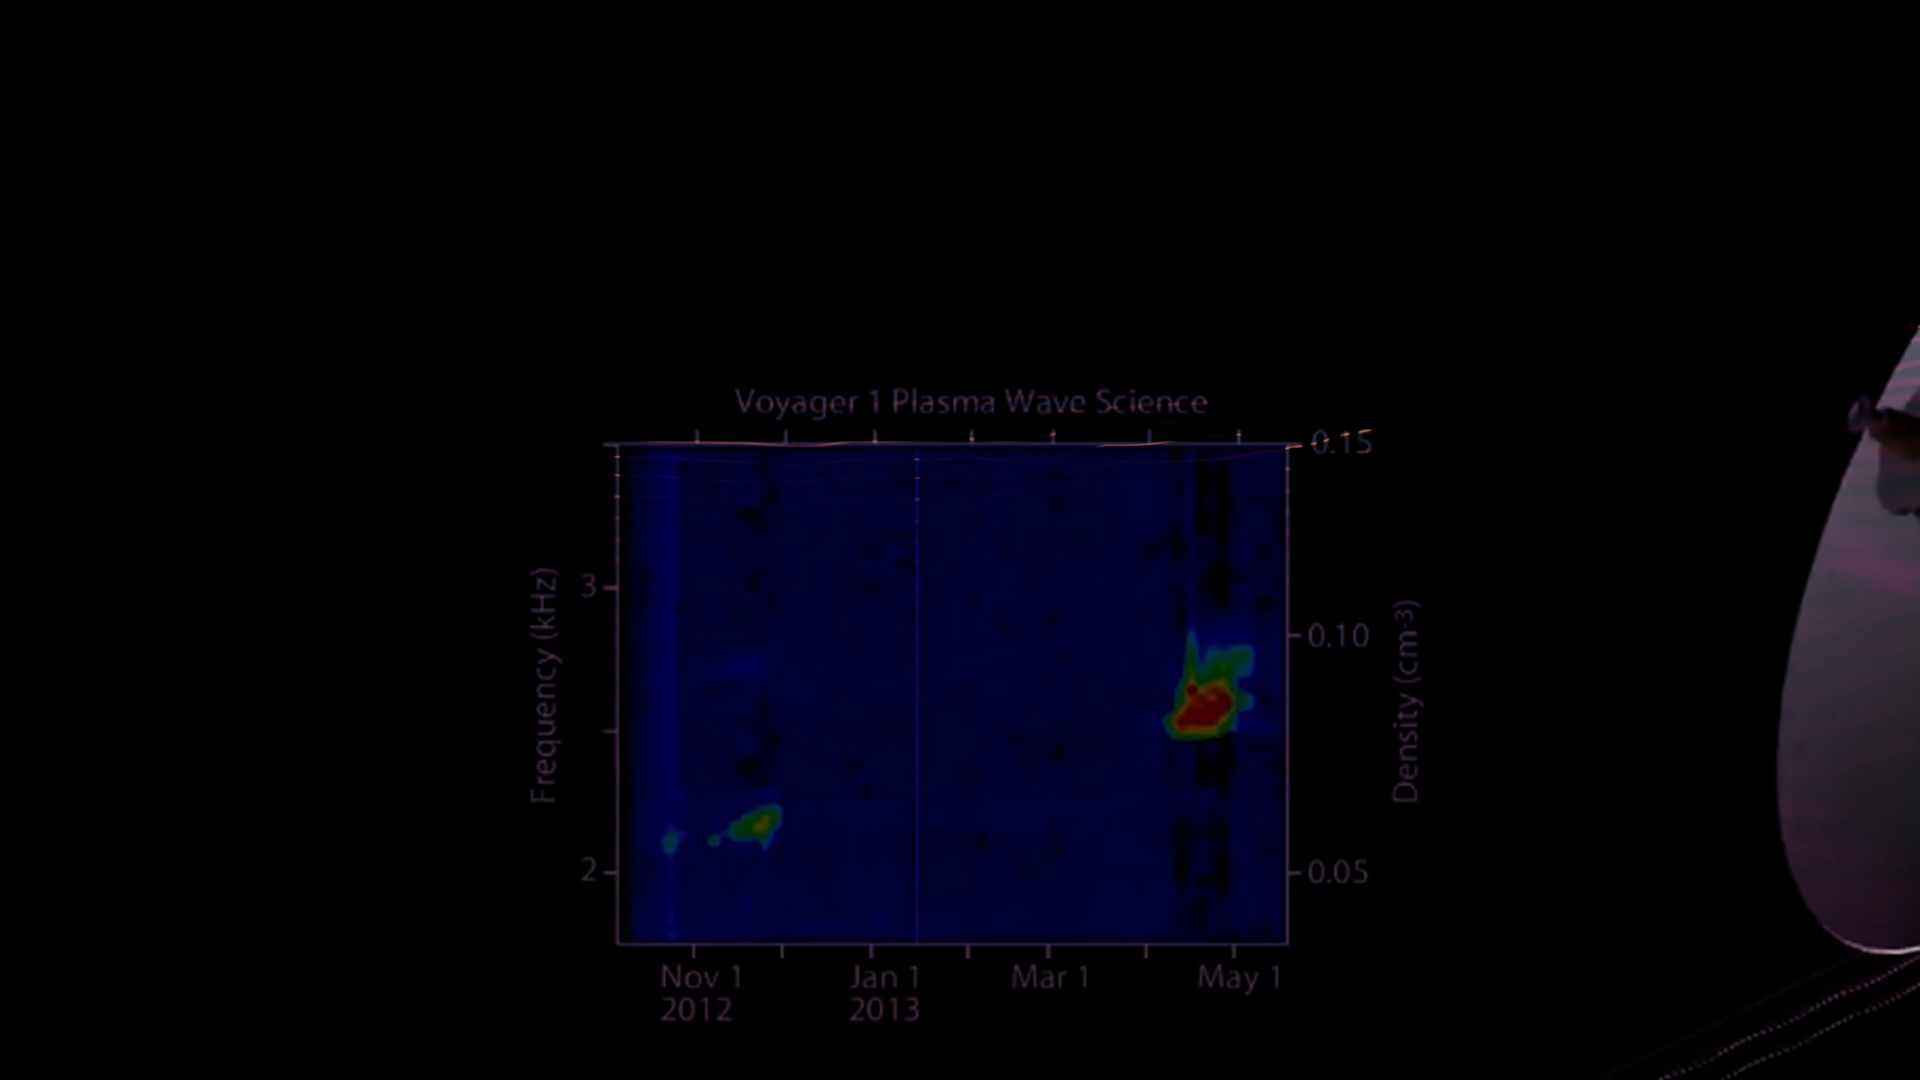 Voyager 1 Plasma Wave Science
0.15
3
0.10
Frequency (kHz)
Density (cm-3)
2
0.05
Nov 1 Jan 1 Mar 1 May 1
2012 2013